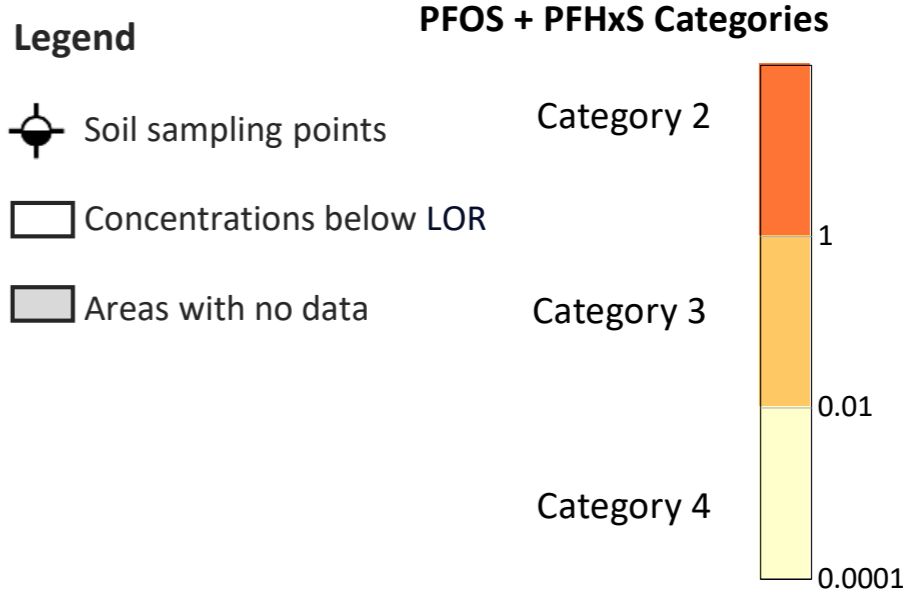 PFOS + PFHxS Categories
Legend
Soil sampling points
Concentrations below LOR
Areas with no data
Category 2
1
Category 3
0.01
Category 4
0.0001